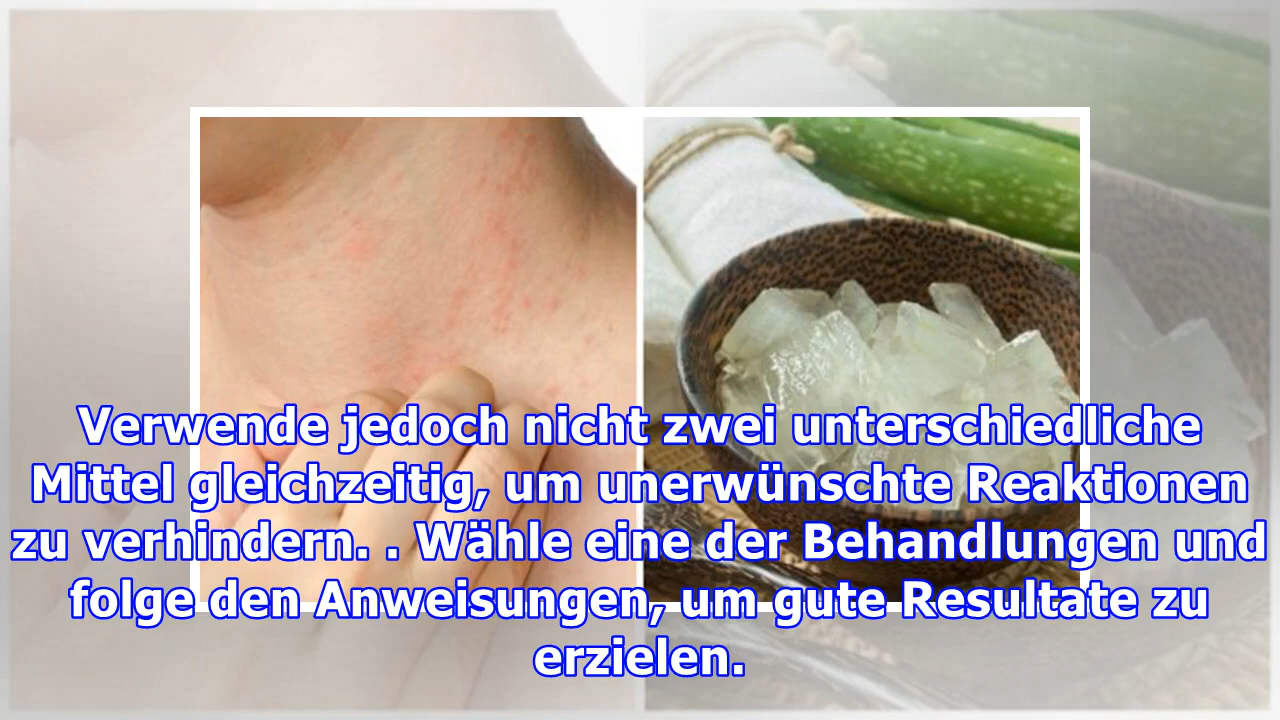 Verwende jedoch nicht zwei unterschiedliche
Mittel gleichzeitig, um unerwünschte Reaktionen
zu verhindern. . Wähle eine der Behandlungen und
folge den Anweisungen, um gute Resultate zu
erzielen.